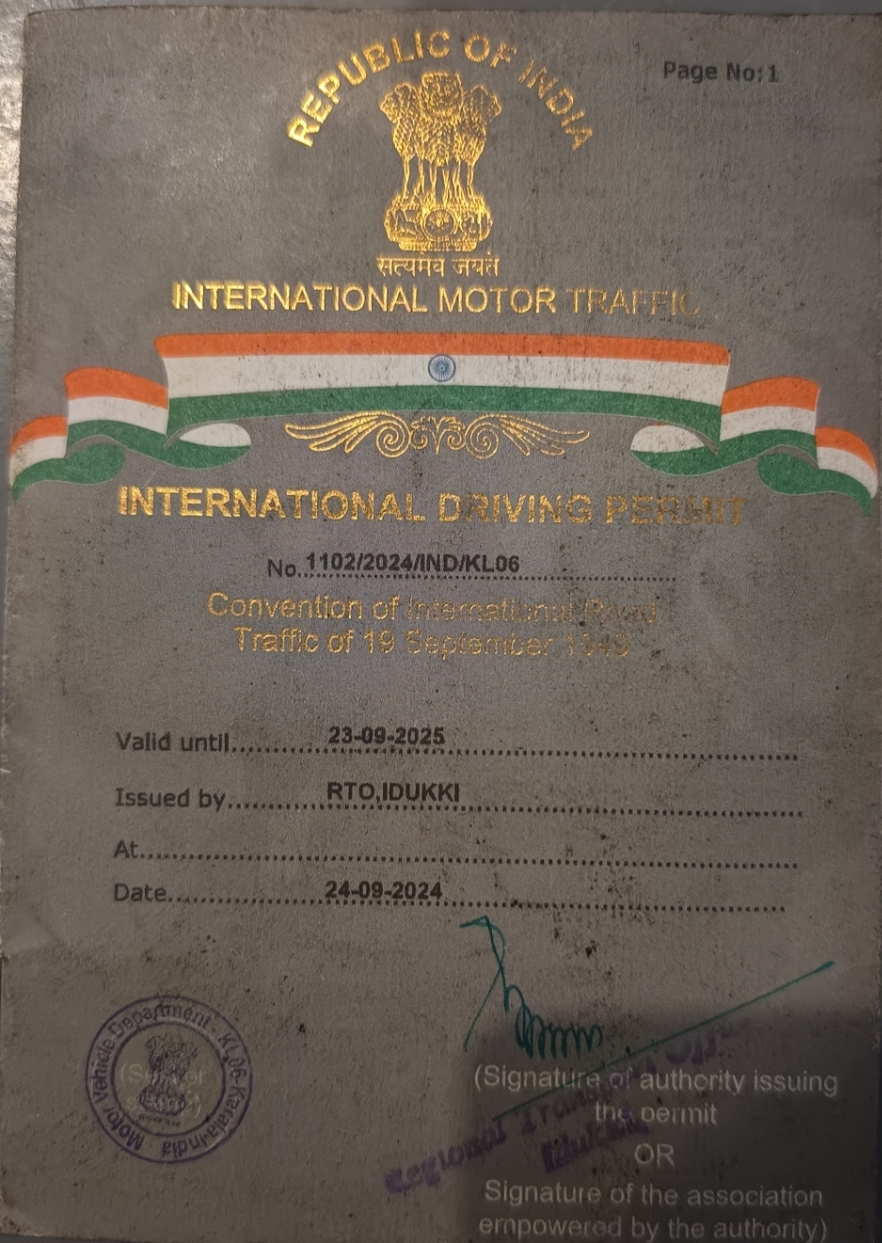 Page No:1
REPUBLIC OF INDIA
सत्यमेव जयते
INTERNATIONAL MOTOR TRAFFIC
INTERNATIONAL DRIVING PERMIT
No. 1102/2024/IND/KL06
Convention of International Road
Traffic of 19 September 1949
Valid until 23-09-2025
Issued by RTO,IDUKKI
At
Date 24-09-2024
Motor Vehicle Department - KL06-Kerala-India
(Signature of authority issuing
the permit
OR
Signature of the association
empowered by the authority)
Regional Transport
Idukki